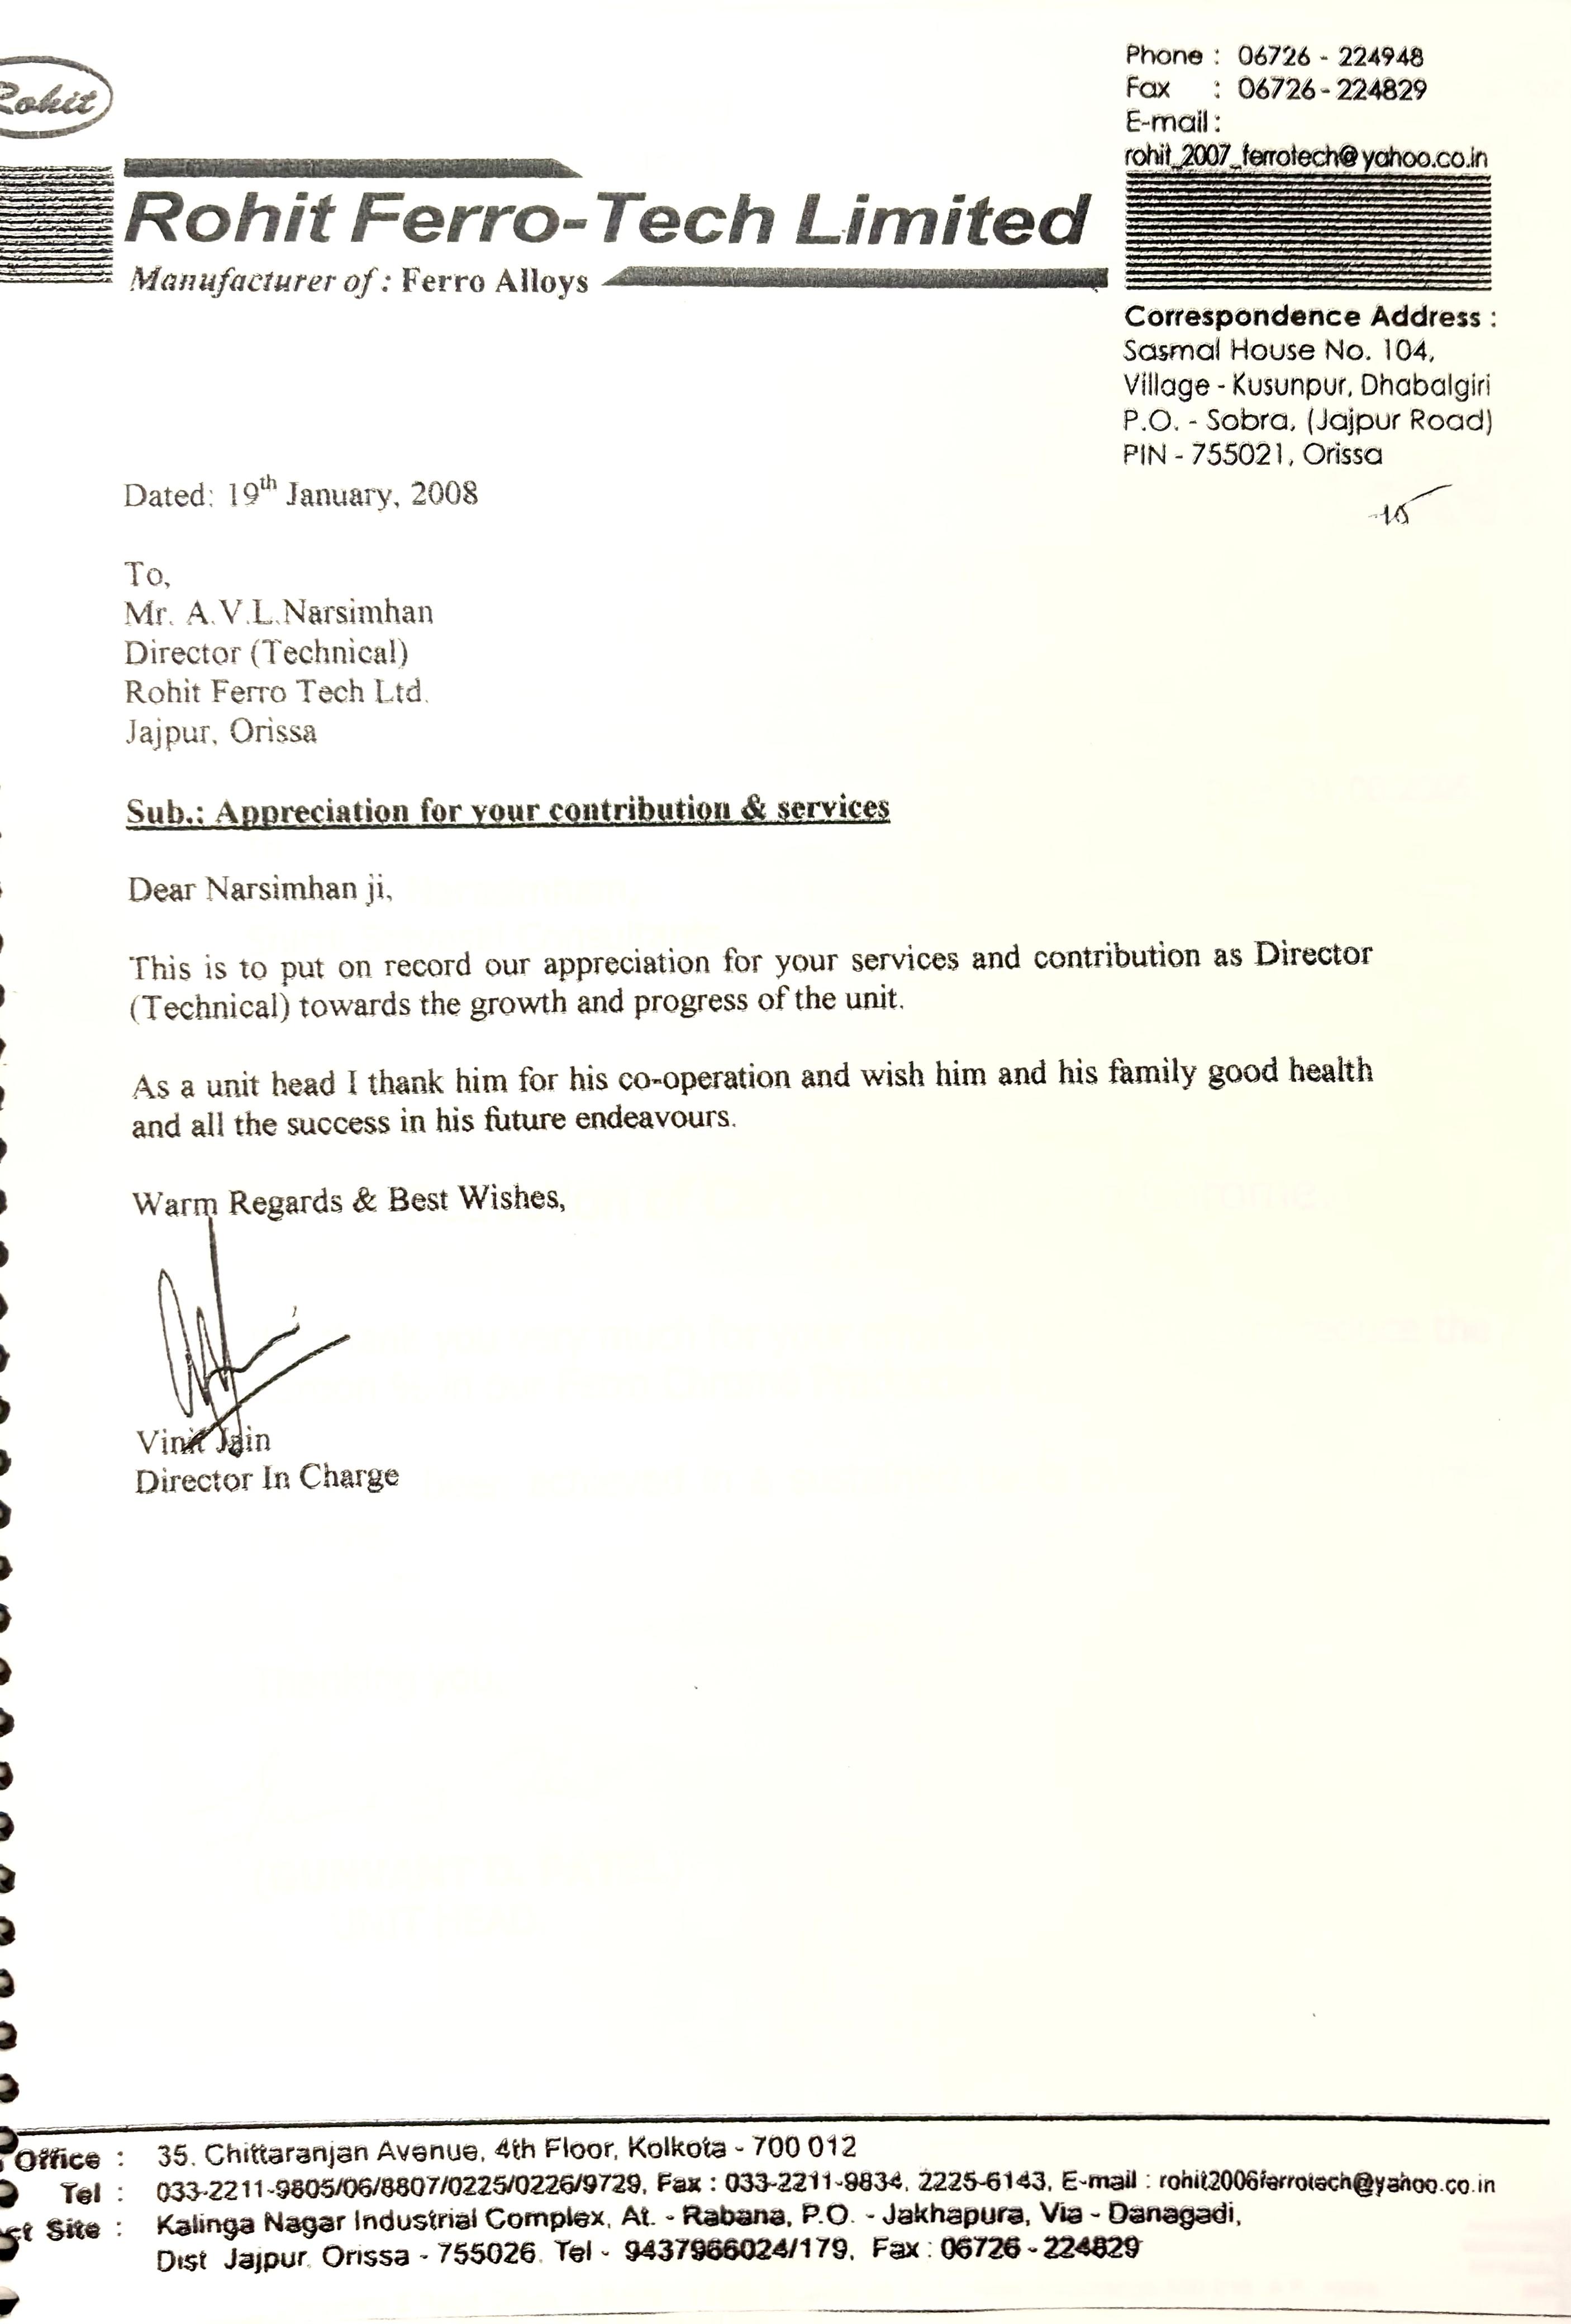 Rohit
Phone : 06726 - 224948
Fax : 06726 - 224829
E-mail :
rohit_2007_ferrotech@yahoo.co.in
Rohit Ferro-Tech Limited
Manufacturer of : Ferro Alloys
Correspondence Address :
Sasmal House No. 104,
Village - Kusunpur, Dhabalgiri
P.O. - Sobra, (Jajpur Road)
PIN - 755021, Orissa
Dated: 19th January, 2008
To,
Mr. A.V.L.Narsimhan
Director (Technical)
Rohit Ferro Tech Ltd.
Jajpur, Orissa
Sub.: Appreciation for your contribution & services
Dear Narsimhan ji,
This is to put on record our appreciation for your services and contribution as Director
(Technical) towards the growth and progress of the unit.
As a unit head I thank him for his co-operation and wish him and his family good health
and all the success in his future endeavours.
Warm Regards & Best Wishes,
Vinit Jain
Director In Charge
Office : 35, Chittaranjan Avenue, 4th Floor, Kolkota - 700 012
Tel : 033-2211-9805/06/8807/0225/0226/9729, Fax : 033-2211-9834, 2225-6143, E-mail : rohit2006ferrotech@yahoo.co.in
ct Site : Kalinga Nagar Industrial Complex, At. - Rabana, P.O. - Jakhapura, Via - Danagadi,
Dist Jajpur, Orissa - 755026, Tel - 9437966024/179, Fax : 06726 - 224829